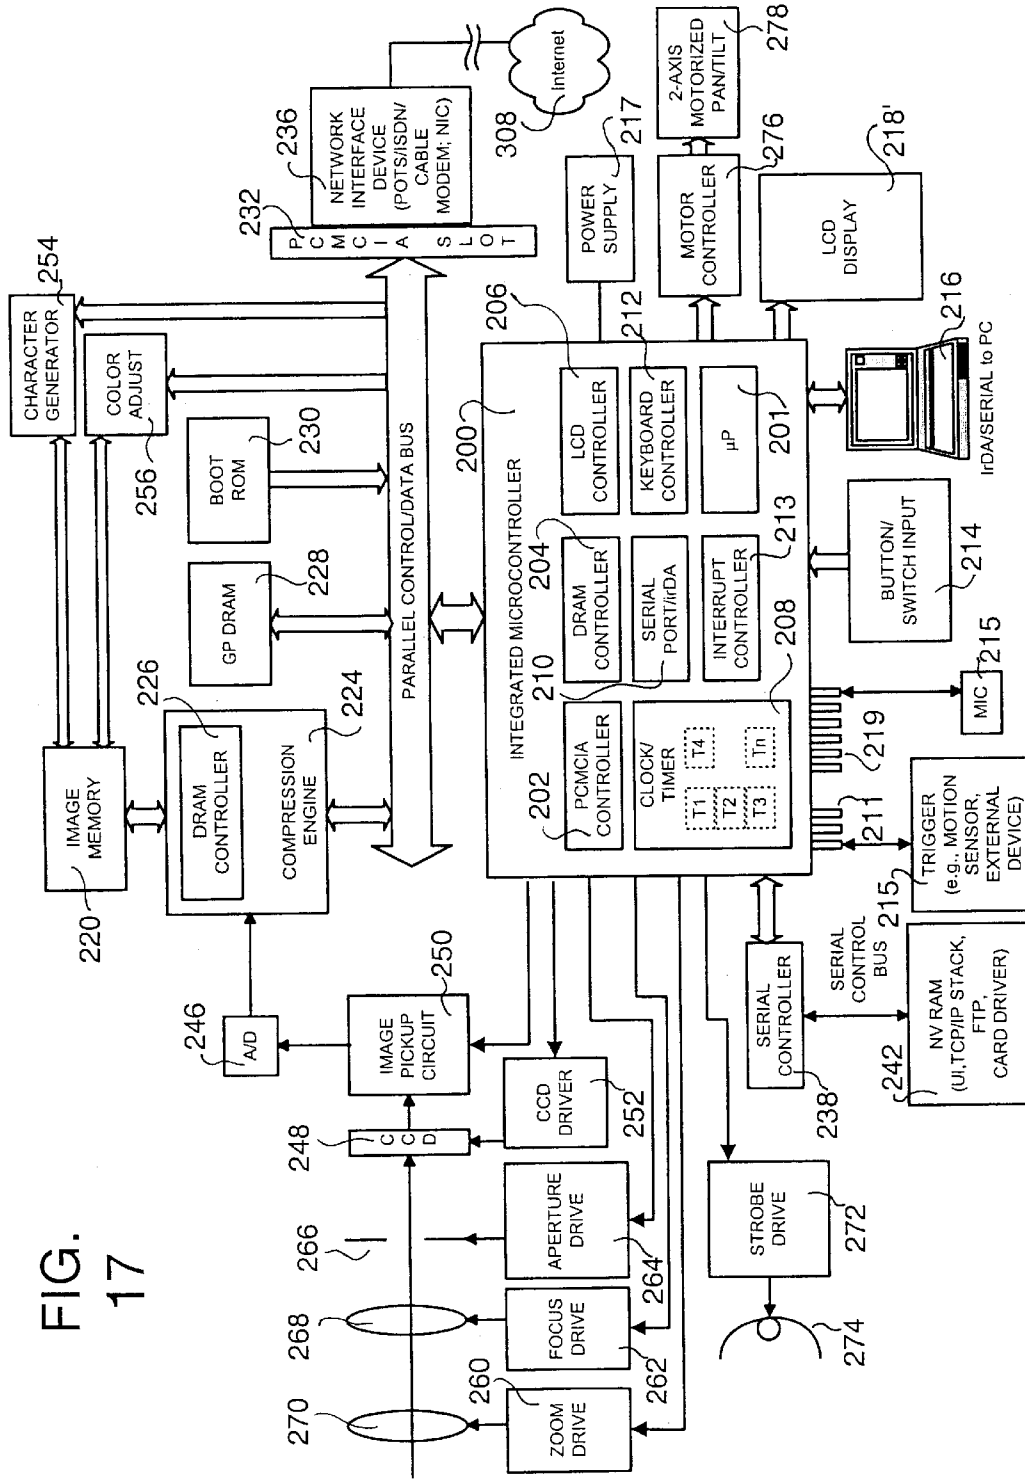 FIG.
17
270
268
266
248
246
A/D
220
IMAGE
MEMORY
226
DRAM
CONTROLLER
COMPRESSION
ENGINE
224
GP DRAM
228
BOOT
ROM
230
CHARACTER
GENERATOR
254
COLOR
ADJUST
256
232
PCMCIA SLOT
236
NETWORK
INTERFACE
DEVICE
(POTS/ISDN/
CABLE
MODEM; NIC)
Internet
308
PARALLEL CONTROL/DATA BUS
CCD
IMAGE
PICKUP
CIRCUIT
250
CCD
DRIVER
252
APERTURE
DRIVE
264
FOCUS
DRIVE
262
260
ZOOM
DRIVE
INTEGRATED MICROCONTROLLER
200
202
PCMCIA
CONTROLLER
204
DRAM
CONTROLLER
206
LCD
CONTROLLER
210
SERIAL
PORT/irDA
212
KEYBOARD
CONTROLLER
CLOCK/
TIMER
T1
T2
T3
T4
Tn
208
INTERRUPT
CONTROLLER
213
µP
201
POWER
SUPPLY
217
MOTOR
CONTROLLER
276
2-AXIS
MOTORIZED
PAN/TILT
278
LCD
DISPLAY
218'
216
IrDA/SERIAL to PC
BUTTON/
SWITCH INPUT
214
MIC
215
219
211
TRIGGER
(e.g., MOTION
SENSOR,
EXTERNAL
DEVICE)
215
SERIAL
CONTROL
BUS
SERIAL
CONTROLLER
238
242
NV RAM
(UI,TCP/IP STACK,
FTP,
CARD DRIVER)
STROBE
DRIVE
272
274